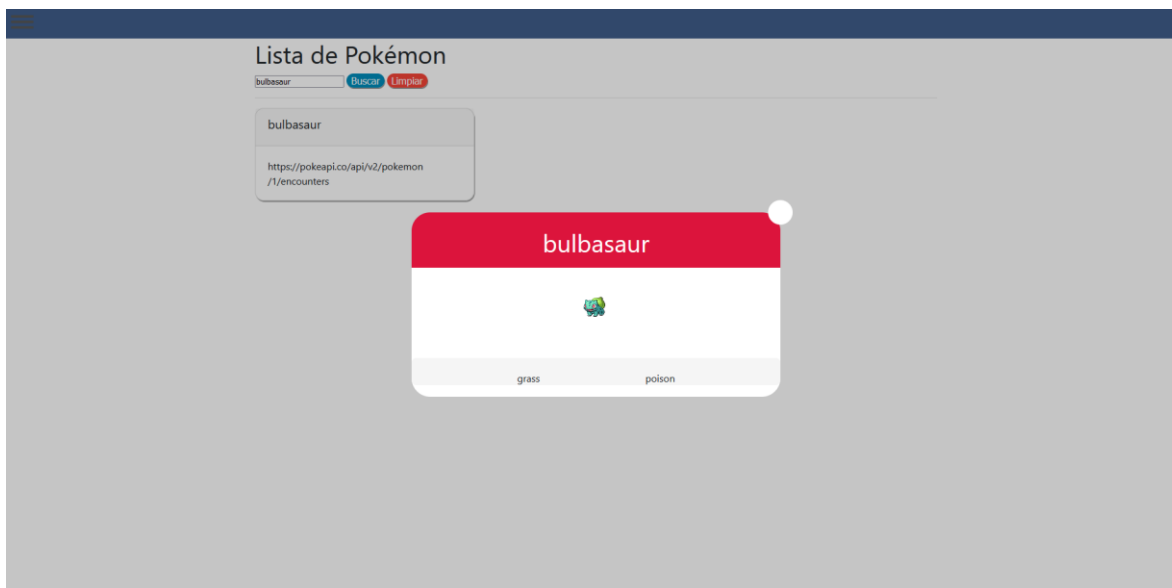 Lista de Pokémon
bulbasaur Buscar Limpiar
bulbasaur
https://pokeapi.co/api/v2/pokemon
/1/encounters
bulbasaur
grass poison